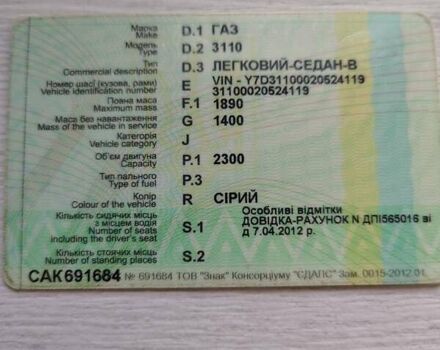 Марка
Make D.1 ГАЗ
Модель
Type D.2 3110
Тип
Commercial description D.3 ЛЕГКОВИЙ-СЕДАН-В
Номер шасі (кузова, рами)
Vehicle identification number E VIN - Y7D31100020524119
31100020524119
Повна маса
Maximum mass F.1 1890
Маса без навантаження
Mass of the vehicle in service G 1400
Категорія
Vehicle category J
Об'єм двигуна
Capacity P.1 2300
Тип пального
Type of fuel P.3
Колір
Colour of the vehicle R СІРИЙ
Кількість сидячих місць
з місцем водія
Number of seats
including the driver's seat S.1
Особливі відмітки
ДОВІДКА-РАХУНОК N ДПІ565016 ві
д 7.04.2012 р.
Кількість стоячих місць
Number of standing places S.2
САК691684 № 691684 ТОВ "Знак" Консорціуму "ЄДАПС" Зам. 0015-2012.01